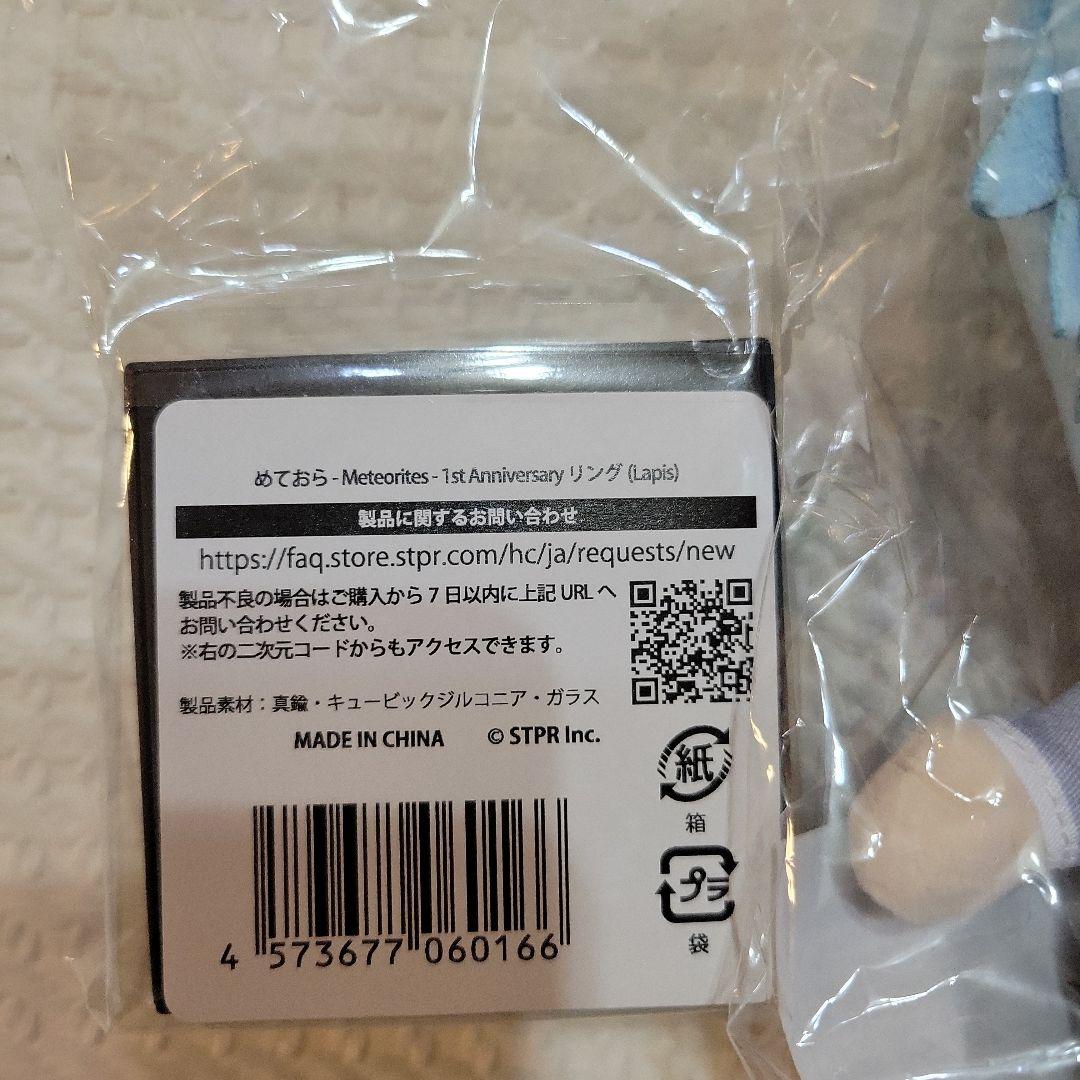 めておら - Meteorites - 1st Anniversary リング (Lapis)
製品に関するお問い合わせ
https://faq.store.stpr.com/hc/ja/requests/new
製品不良の場合はご購入から 7 日以内に上記 URL へ
お問い合わせください。
※右の二次元コードからもアクセスできます。
製品素材：真鍮・キュービックジルコニア・ガラス
MADE IN CHINA © STPR Inc.
紙
箱
プラ
袋
4 573677 060166